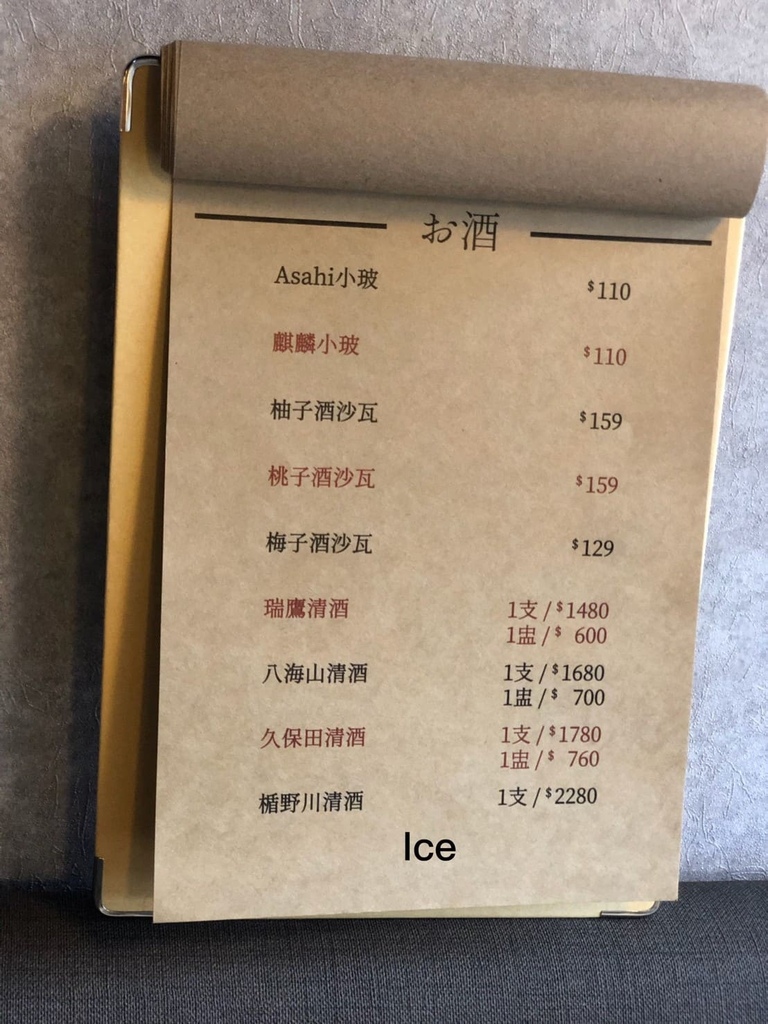 お酒
Asahi小玻 $110
麒麟小玻 $110
柚子酒沙瓦 $159
桃子酒沙瓦 $159
梅子酒沙瓦 $129
瑞鷹清酒 1支/$1480
1盅/$ 600
八海山清酒 1支/$1680
1盅/$ 700
久保田清酒 1支/$1780
1盅/$ 760
楯野川清酒 1支/$2280
Ice